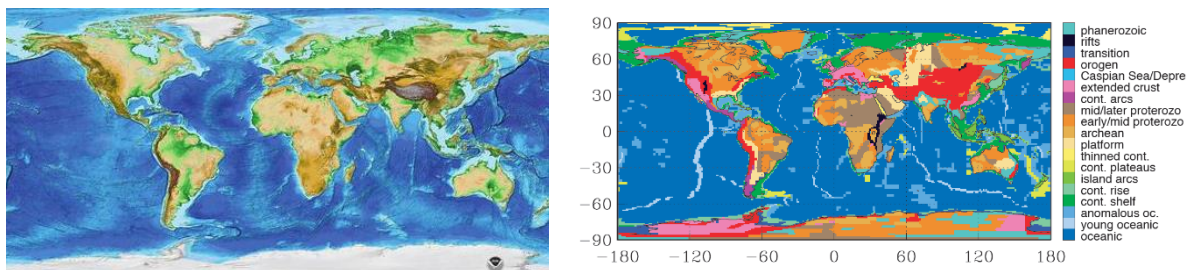 90
60
30
0
−30
−60
−90
−180
−120
−60
0
60
120
180
phanerozoic
rifts
transition
orogen
Caspian Sea/Depre
extended crust
cont. arcs
mid/later proterozo
early/mid proterozo
archean
platform
thinned cont.
cont. plateaus
island arcs
cont. rise
cont. shelf
anomalous oc.
young oceanic
oceanic